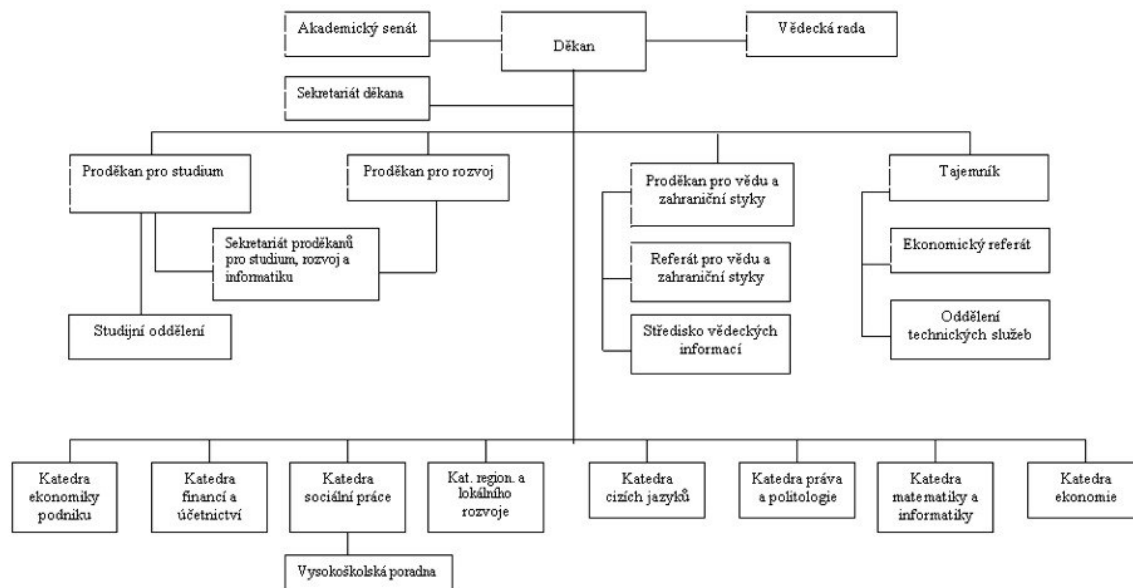 Akademický senát
Děkan
Vědecká rada
Sekretariát děkana
Proděkan pro studium
Proděkan pro rozvoj
Proděkan pro vědu a
zahraniční styky
Tajemník
Sekretariát proděkanů
pro studium, rozvoj a
informatiku
Referát pro vědu a
zahraniční styky
Ekonomický referát
Studijní oddělení
Středisko vědeckých
informací
Oddělení
technických služeb
Katedra
ekonomiky
podniku
Katedra
financí a
účetnictví
Katedra
sociální práce
Kat. region. a
lokálního
rozvoje
Katedra
cizích jazyků
Katedra práva
a politologie
Katedra
matematiky a
informatiky
Katedra
ekonomie
Vysokoškolská poradna